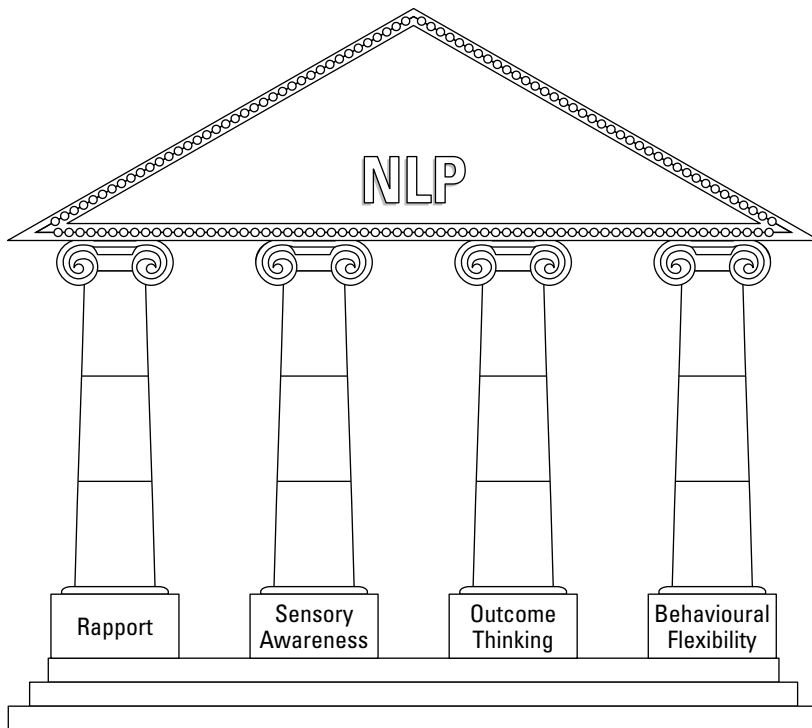 NLP
Rapport
Sensory
Awareness
Outcome
Thinking
Behavioural
Flexibility